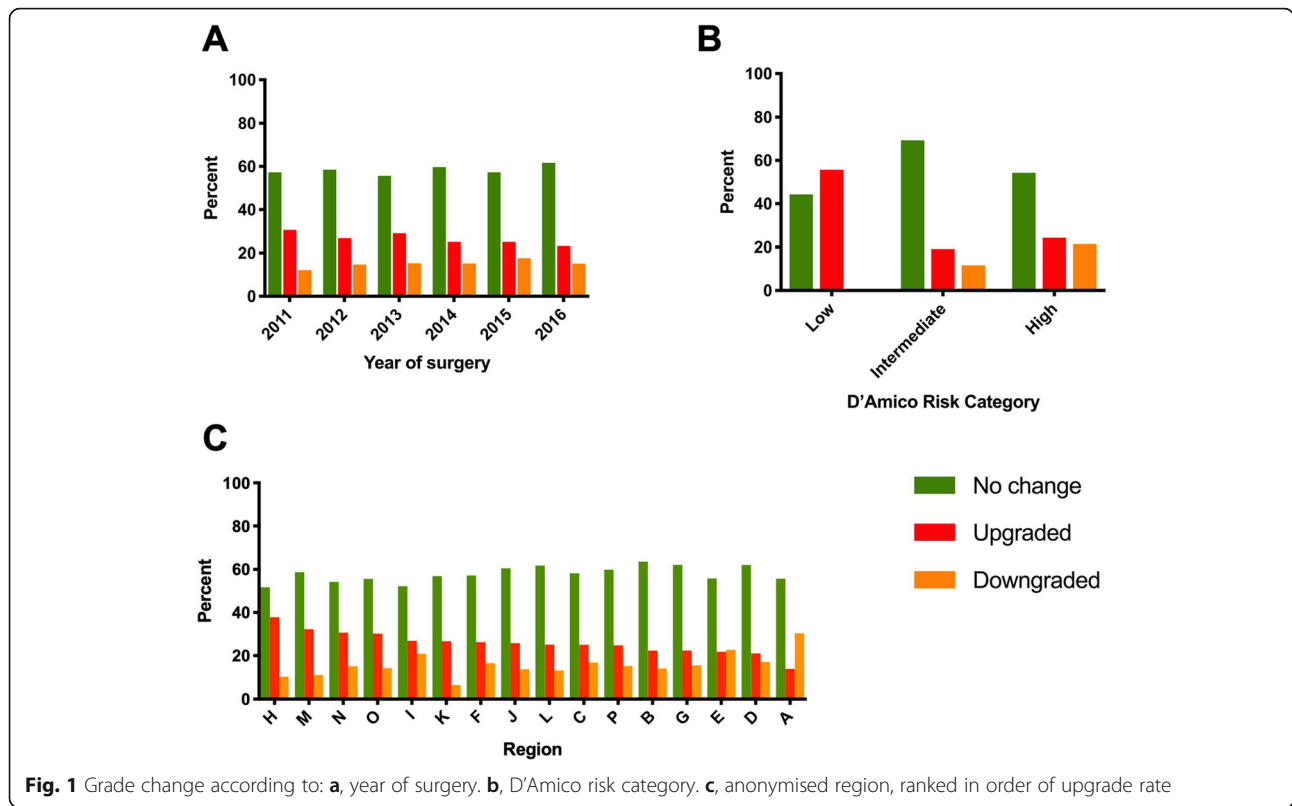 A
100
80
60
40
20
0
Percent
2011 2012 2013 2014 2015 2016
Year of surgery
B
100
80
60
40
20
0
Percent
Low Intermediate High
D'Amico Risk Category
C
100
80
60
40
20
0
Percent
H M N O I K F J L C P B G E D A
Region
No change
Upgraded
Downgraded
Fig. 1 Grade change according to: a, year of surgery. b, D'Amico risk category. c, anonymised region, ranked in order of upgrade rate